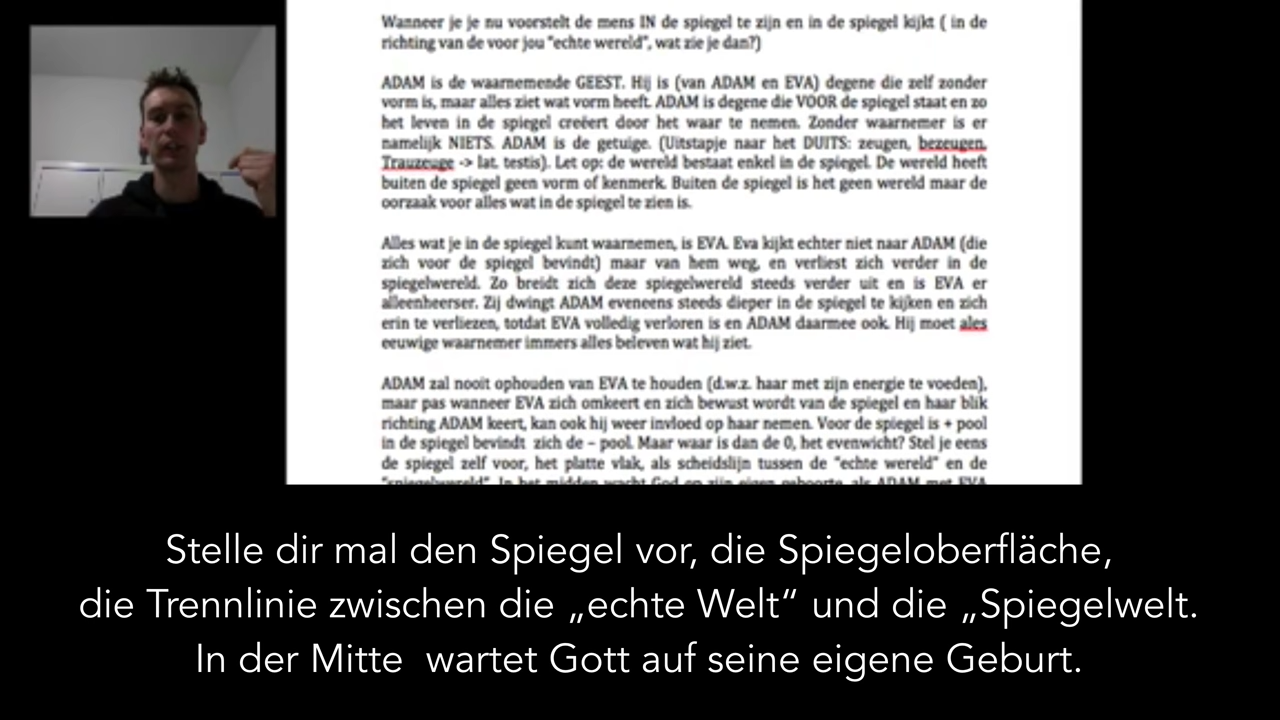 Wanneer je je nu voorstelt de mens IN de spiegel te zijn en in de spiegel kijkt ( in de
richting van de voor jou "echte wereld", wat zie je dan?)
ADAM is de waarnemende GEEST. Hij is (van ADAM en EVA) degene die zelf zonder
vorm is, maar alles ziet wat vorm heeft. ADAM is degene die VOOR de spiegel staat en zo
het leven in de spiegel creëert door het waar te nemen. Zonder waarnemer is er
namelijk NIETS. ADAM is de getuige. (Uitstapje naar het DUITS: zeugen, bezeugen,
Trauzeuge -> lat. testis). Let op: de wereld bestaat enkel in de spiegel. De wereld heeft
buiten de spiegel geen vorm of kenmerk. Buiten de spiegel is het geen wereld maar de
oorzaak voor alles wat in de spiegel te zien is.
Alles wat je in de spiegel kunt waarnemen, is EVA. Eva kijkt echter niet naar ADAM (die
zich voor de spiegel bevindt) maar van hem weg, en verliest zich verder in de
spiegelwereld. Zo breidt zich deze spiegelwereld steeds verder uit en is EVA er
alleenheerser. Zij dwingt ADAM eveneens steeds dieper in de spiegel te kijken en zich
erin te verliezen, totdat EVA volledig verloren is en ADAM daarmee ook. Hij moet ales
eeuwige waarnemer immers alles beleven wat hij ziet.
ADAM zal nooit ophouden van EVA te houden (d.w.z. haar met zijn energie te voeden),
maar pas wanneer EVA zich omkeert en zich bewust wordt van de spiegel en haar blik
richting ADAM keert, kan ook hij weer invloed op haar nemen. Voor de spiegel is + pool
in de spiegel bevindt zich de – pool. Maar waar is dan de 0, het evenwicht? Stel je eens
de spiegel zelf voor, het platte vlak, als scheidslijn tussen de "echte wereld" en de
"spiegelwereld". In het midden wacht God op zijn eigen geboorte, als ADAM met EVA
Stelle dir mal den Spiegel vor, die Spiegeloberfläche,
die Trennlinie zwischen die „echte Welt“ und die „Spiegelwelt.
In der Mitte wartet Gott auf seine eigene Geburt.